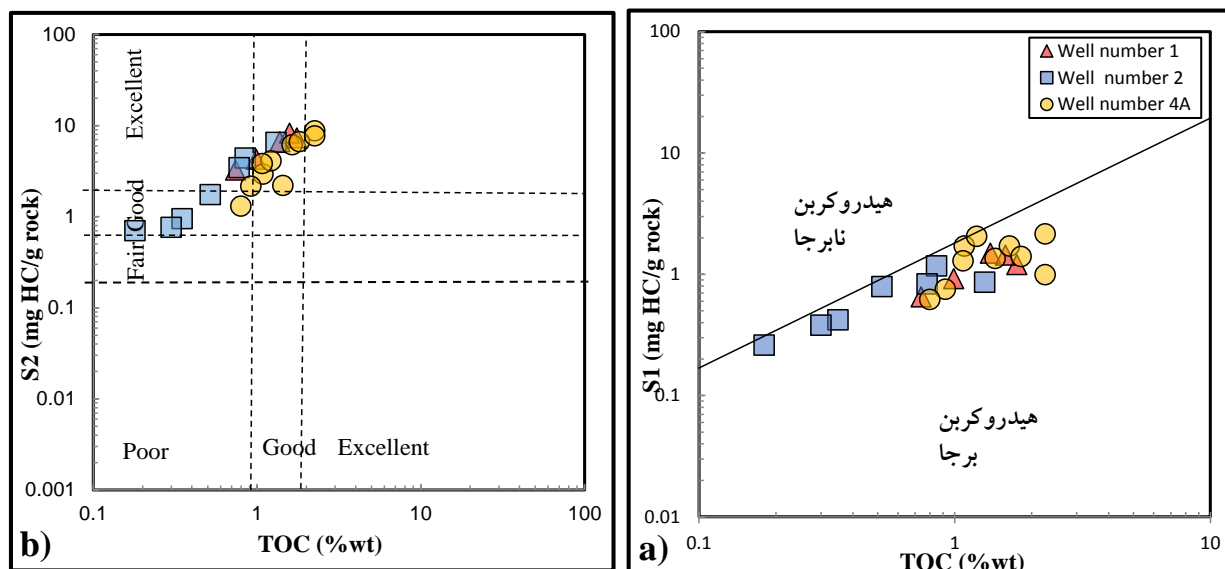 100
10
1
0.1
0.01
0.001
S2 (mg HC/g rock)
Excellent
Good
Fair
Poor
Good
Excellent
0.1
1
10
100
TOC (%wt)
b)
100
10
1
0.1
0.01
S1 (mg HC/g rock)
Well number 1
Well number 2
Well number 4A
هیدروکربن
نابرجا
هیدروکربن
برجا
0.1
1
10
TOC (%wt)
a)